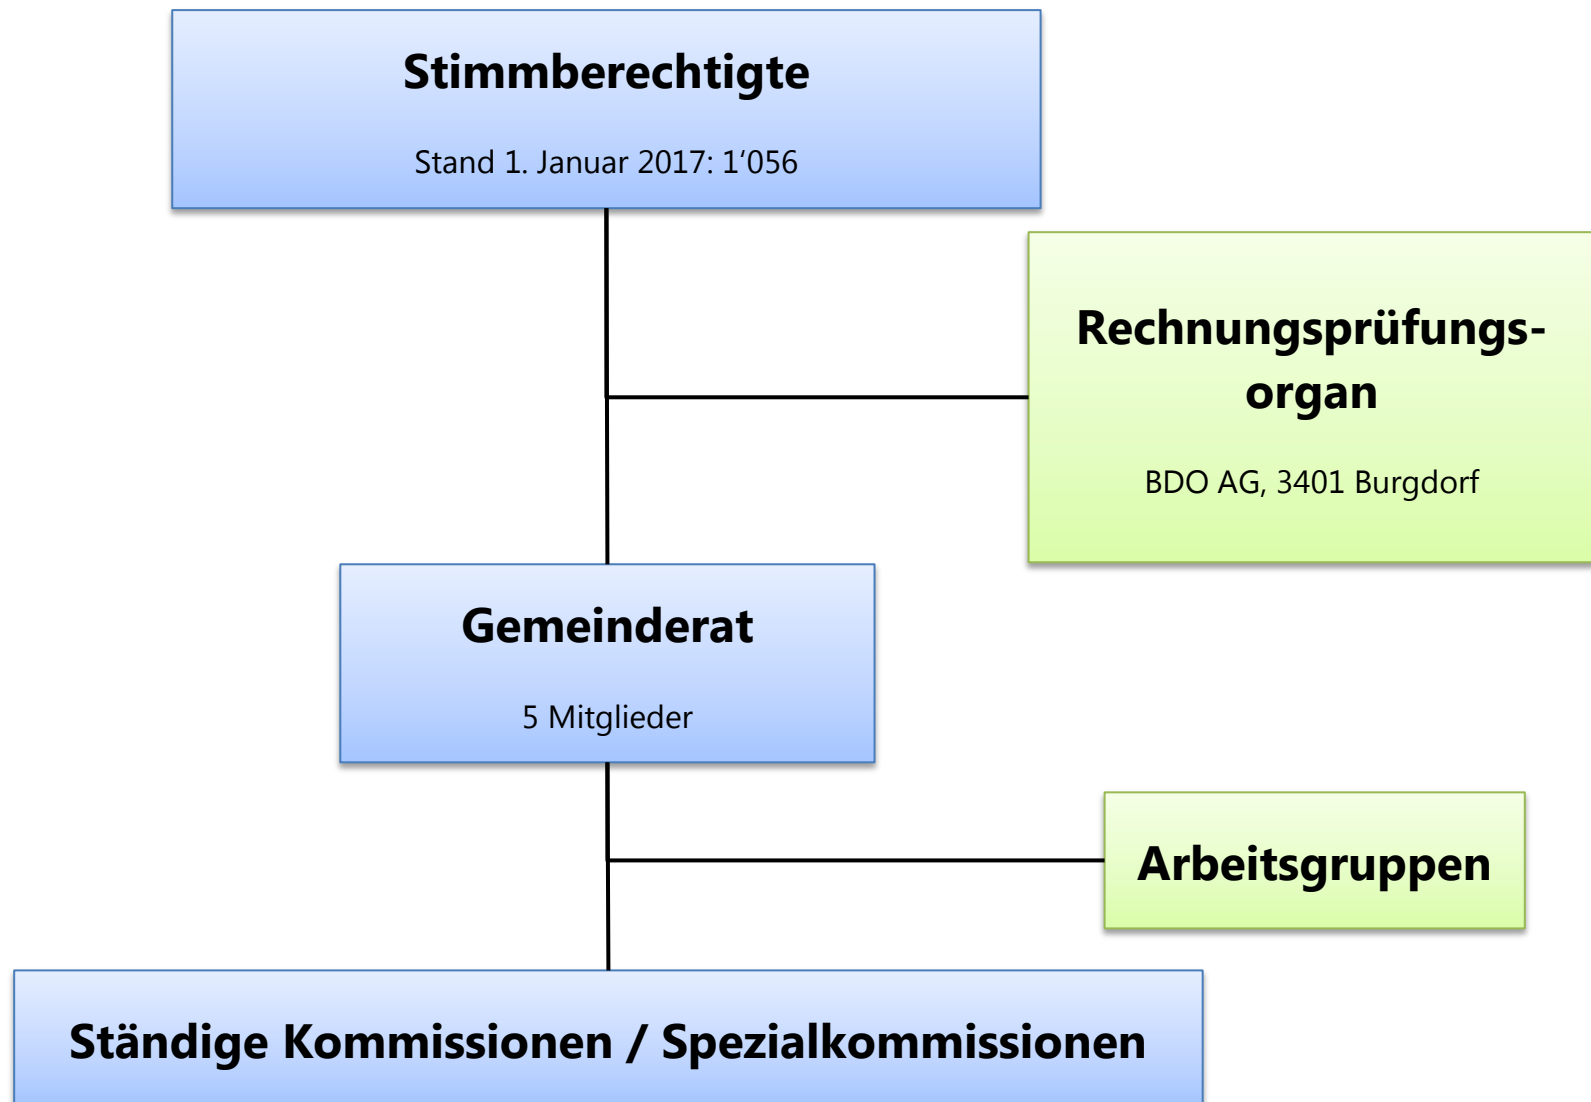 Stimmberechtigte
Stand 1. Januar 2017: 1’056
Rechnungsprüfungs-
organ
BDO AG, 3401 Burgdorf
Gemeinderat
5 Mitglieder
Arbeitsgruppen
Ständige Kommissionen / Spezialkommissionen